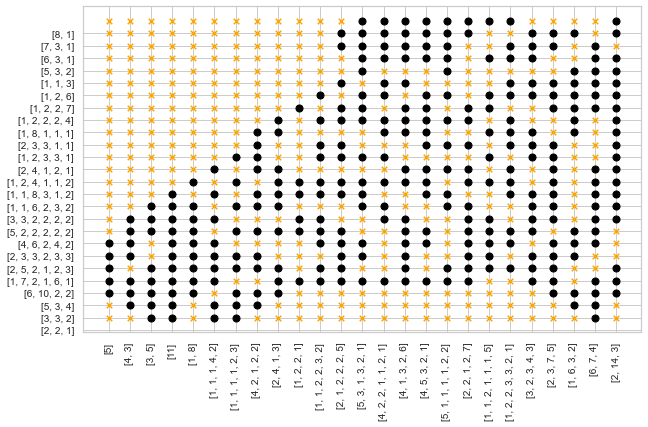 [8, 1]
[7, 3, 1]
[6, 3, 1]
[5, 3, 2]
[1, 1, 3]
[1, 2, 6]
[1, 2, 2, 7]
[1, 2, 2, 2, 4]
[1, 8, 1, 1, 1]
[2, 3, 3, 1, 1]
[1, 2, 3, 3, 1]
[2, 4, 1, 2, 1]
[1, 2, 4, 1, 1, 2]
[1, 1, 8, 3, 1, 2]
[1, 1, 6, 2, 3, 2]
[3, 3, 2, 2, 2, 2]
[5, 2, 2, 2, 2, 2]
[4, 6, 2, 4, 2]
[2, 3, 3, 2, 3, 3]
[2, 5, 2, 1, 2, 3]
[1, 7, 2, 1, 6, 1]
[6, 10, 2, 2]
[5, 3, 4]
[3, 3, 2]
[2, 2, 1]
[5]
[4, 3]
[3, 5]
[11]
[1, 8]
[1, 1, 1, 4, 2]
[1, 1, 1, 1, 2, 3]
[4, 2, 1, 2, 2]
[2, 4, 1, 3]
[1, 2, 2, 1]
[1, 1, 2, 2, 3, 2]
[2, 1, 2, 2, 2, 5]
[5, 3, 1, 3, 2, 1]
[4, 2, 2, 1, 1, 2, 1]
[4, 1, 3, 2, 6]
[4, 5, 3, 2, 1]
[5, 1, 1, 1, 1, 2, 2]
[2, 2, 1, 2, 7]
[1, 1, 2, 1, 1, 1, 5]
[1, 2, 2, 3, 3, 2, 1]
[3, 2, 3, 4, 3]
[2, 3, 7, 5]
[1, 6, 3, 2]
[6, 7, 4]
[2, 14, 3]